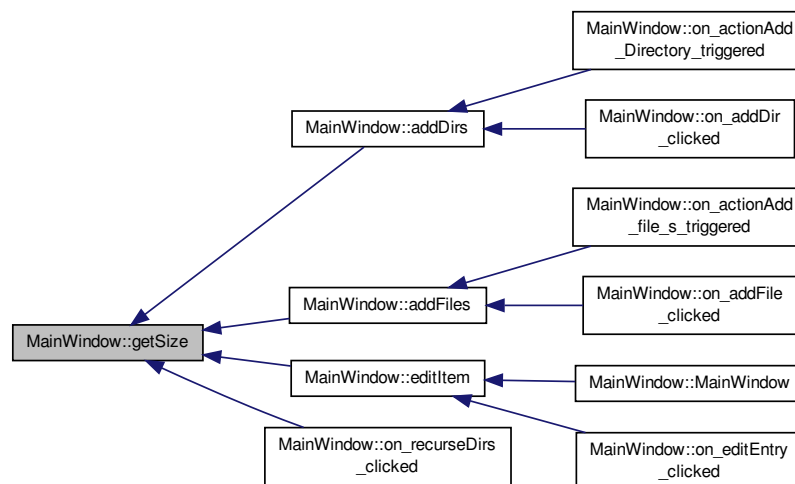 MainWindow::on_actionAdd
_Directory_triggered
MainWindow::addDirs
MainWindow::on_addDir
_clicked
MainWindow::on_actionAdd
_file_s_triggered
MainWindow::addFiles
MainWindow::on_addFile
_clicked
MainWindow::getSize
MainWindow::editItem
MainWindow::MainWindow
MainWindow::on_recurseDirs
_clicked
MainWindow::on_editEntry
_clicked